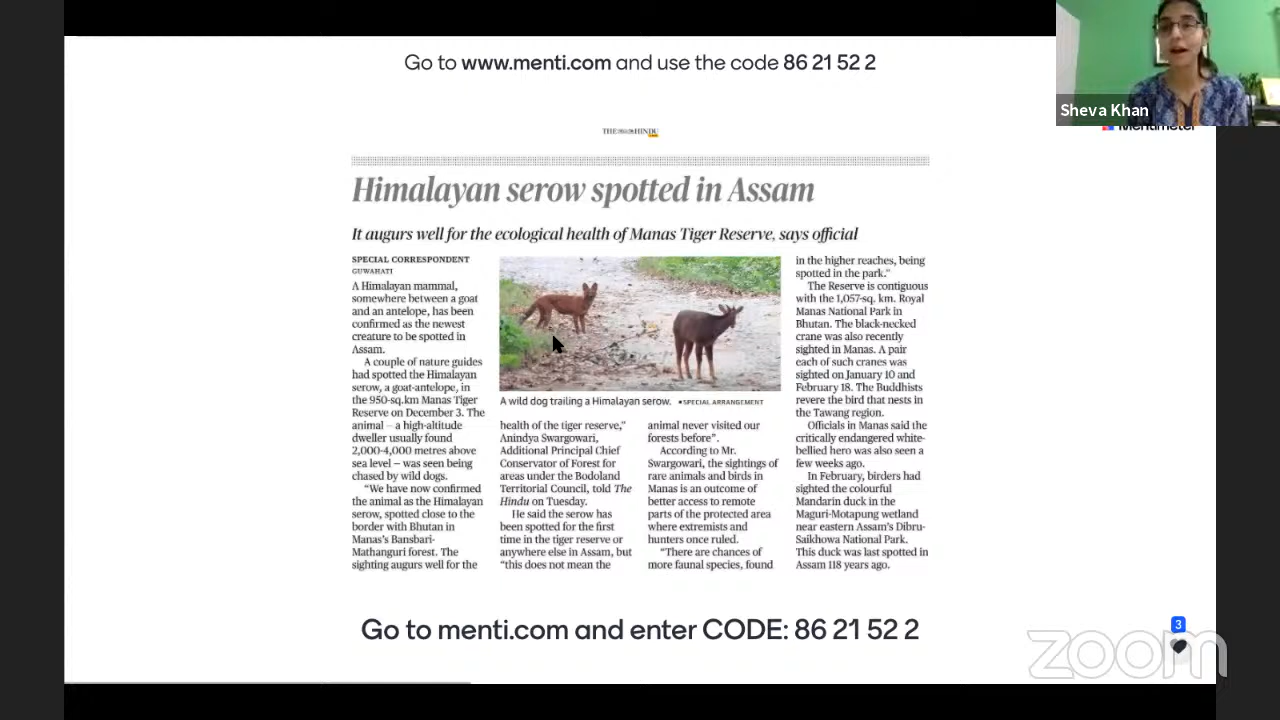 Go to www.menti.com and use the code 86 21 52 2
Sheva Khan
Mentimeter
THE HINDU
Himalayan serow spotted in Assam
It augurs well for the ecological health of Manas Tiger Reserve, says official
SPECIAL CORRESPONDENT
GUWAHATI
A Himalayan mammal,
somewhere between a goat
and an antelope, has been
confirmed as the newest
creature to be spotted in
Assam.
A couple of nature guides
had spotted the Himalayan
serow, a goat-antelope, in
the 950-sq.km Manas Tiger
Reserve on December 3. The
animal – a high-altitude
dweller usually found
2,000-4,000 metres above
sea level – was seen being
chased by wild dogs.
“We have now confirmed
the animal as the Himalayan
serow, spotted close to the
border with Bhutan in
Manas’s Bansbari-
Mathanguri forest. The
sighting augurs well for the
A wild dog trailing a Himalayan serow. ▪SPECIAL ARRANGEMENT
health of the tiger reserve,”
Anindya Swargowari,
Additional Principal Chief
Conservator of Forest for
areas under the Bodoland
Territorial Council, told The
Hindu on Tuesday.
He said the serow has
been spotted for the first
time in the tiger reserve or
anywhere else in Assam, but
“this does not mean the
animal never visited our
forests before”.
According to Mr.
Swargowari, the sightings of
rare animals and birds in
Manas is an outcome of
better access to remote
parts of the protected area
where extremists and
hunters once ruled.
“There are chances of
more faunal species, found
in the higher reaches, being
spotted in the park.”
The Reserve is contiguous
with the 1,057-sq. km. Royal
Manas National Park in
Bhutan. The black-necked
crane was also recently
sighted in Manas. A pair
each of such cranes was
sighted on January 10 and
February 18. The Buddhists
revere the bird that nests in
the Tawang region.
Officials in Manas said the
critically endangered white-
bellied hero was also seen a
few weeks ago.
In February, birders had
sighted the colourful
Mandarin duck in the
Maguri-Motapung wetland
near eastern Assam’s Dibru-
Saikhowa National Park.
This duck was last spotted in
Assam 118 years ago.
Go to menti.com and enter CODE: 86 21 52 2
3
zoom